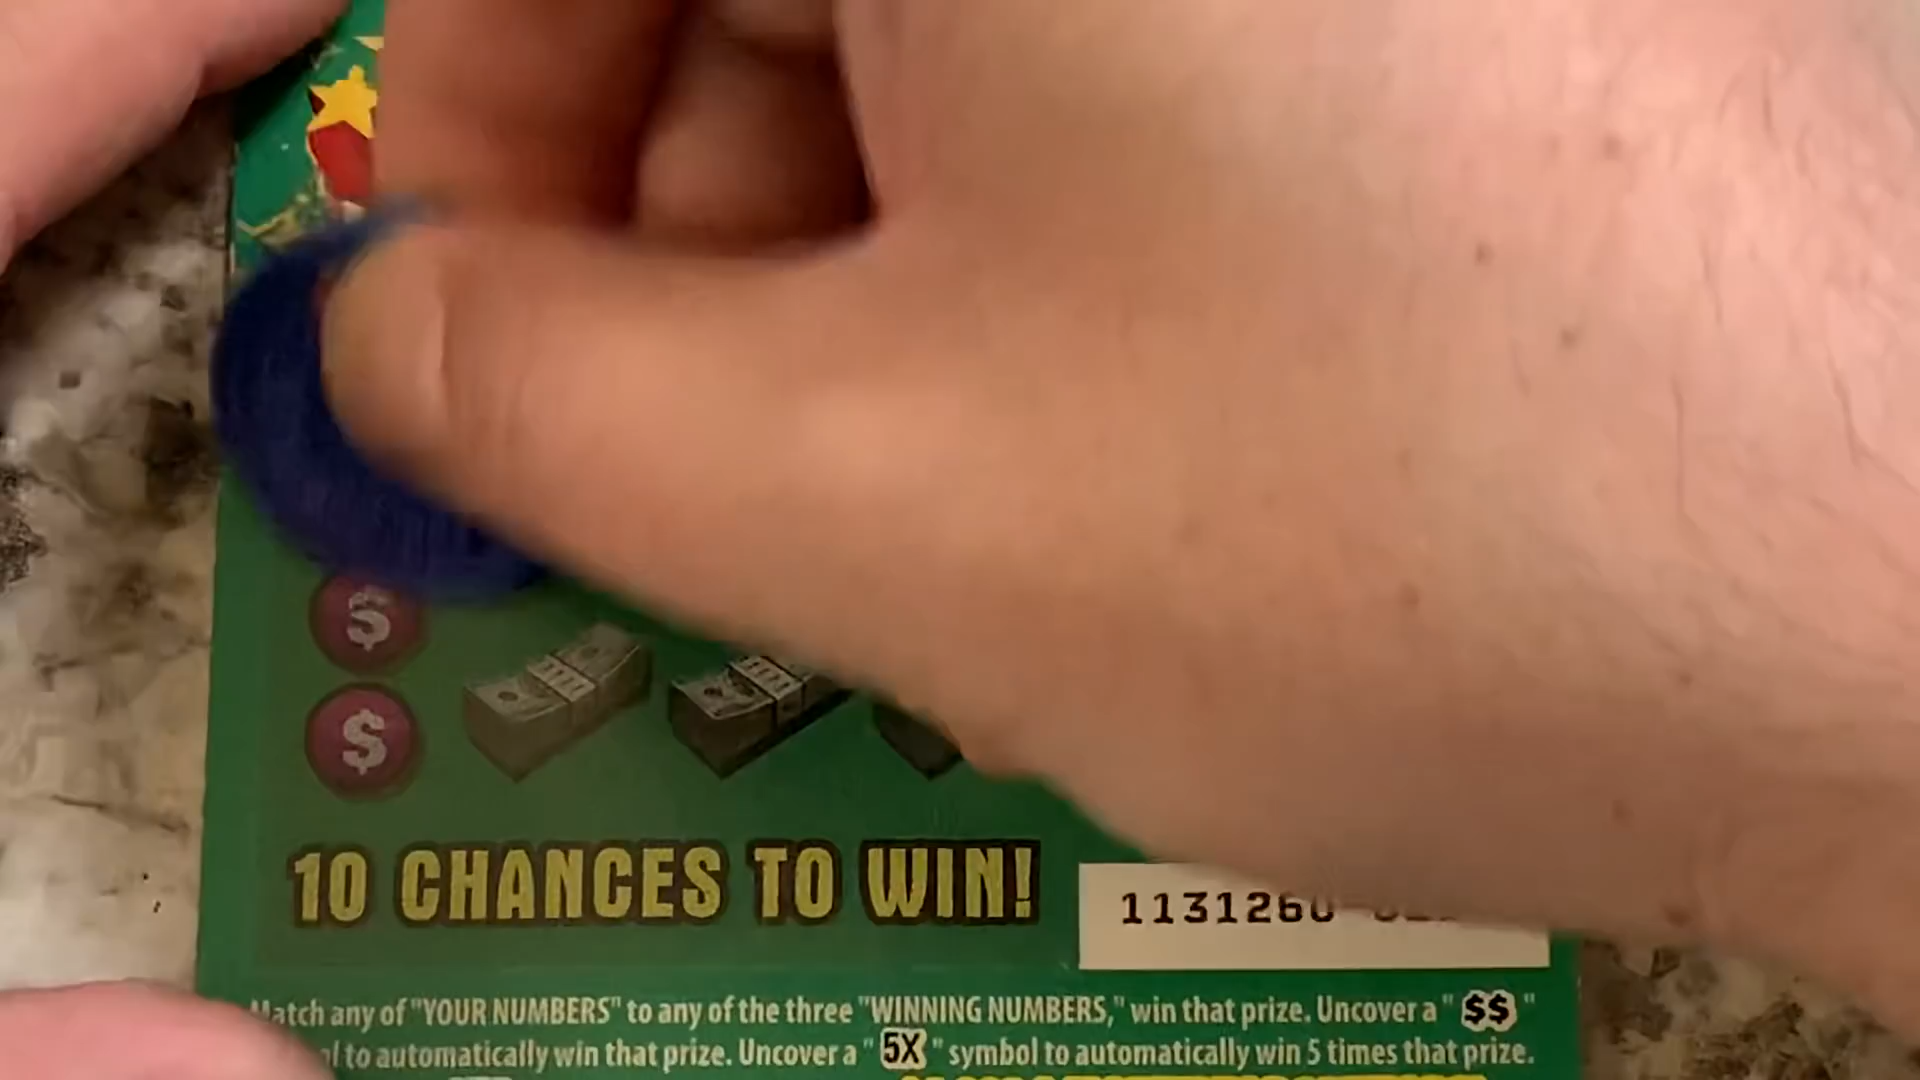 $
$
10 CHANCES TO WIN!
1131260
Match any of "YOUR NUMBERS" to any of the three "WINNING NUMBERS," win that prize. Uncover a "$$"
to automatically win that prize. Uncover a "5X" symbol to automatically win 5 times that prize.